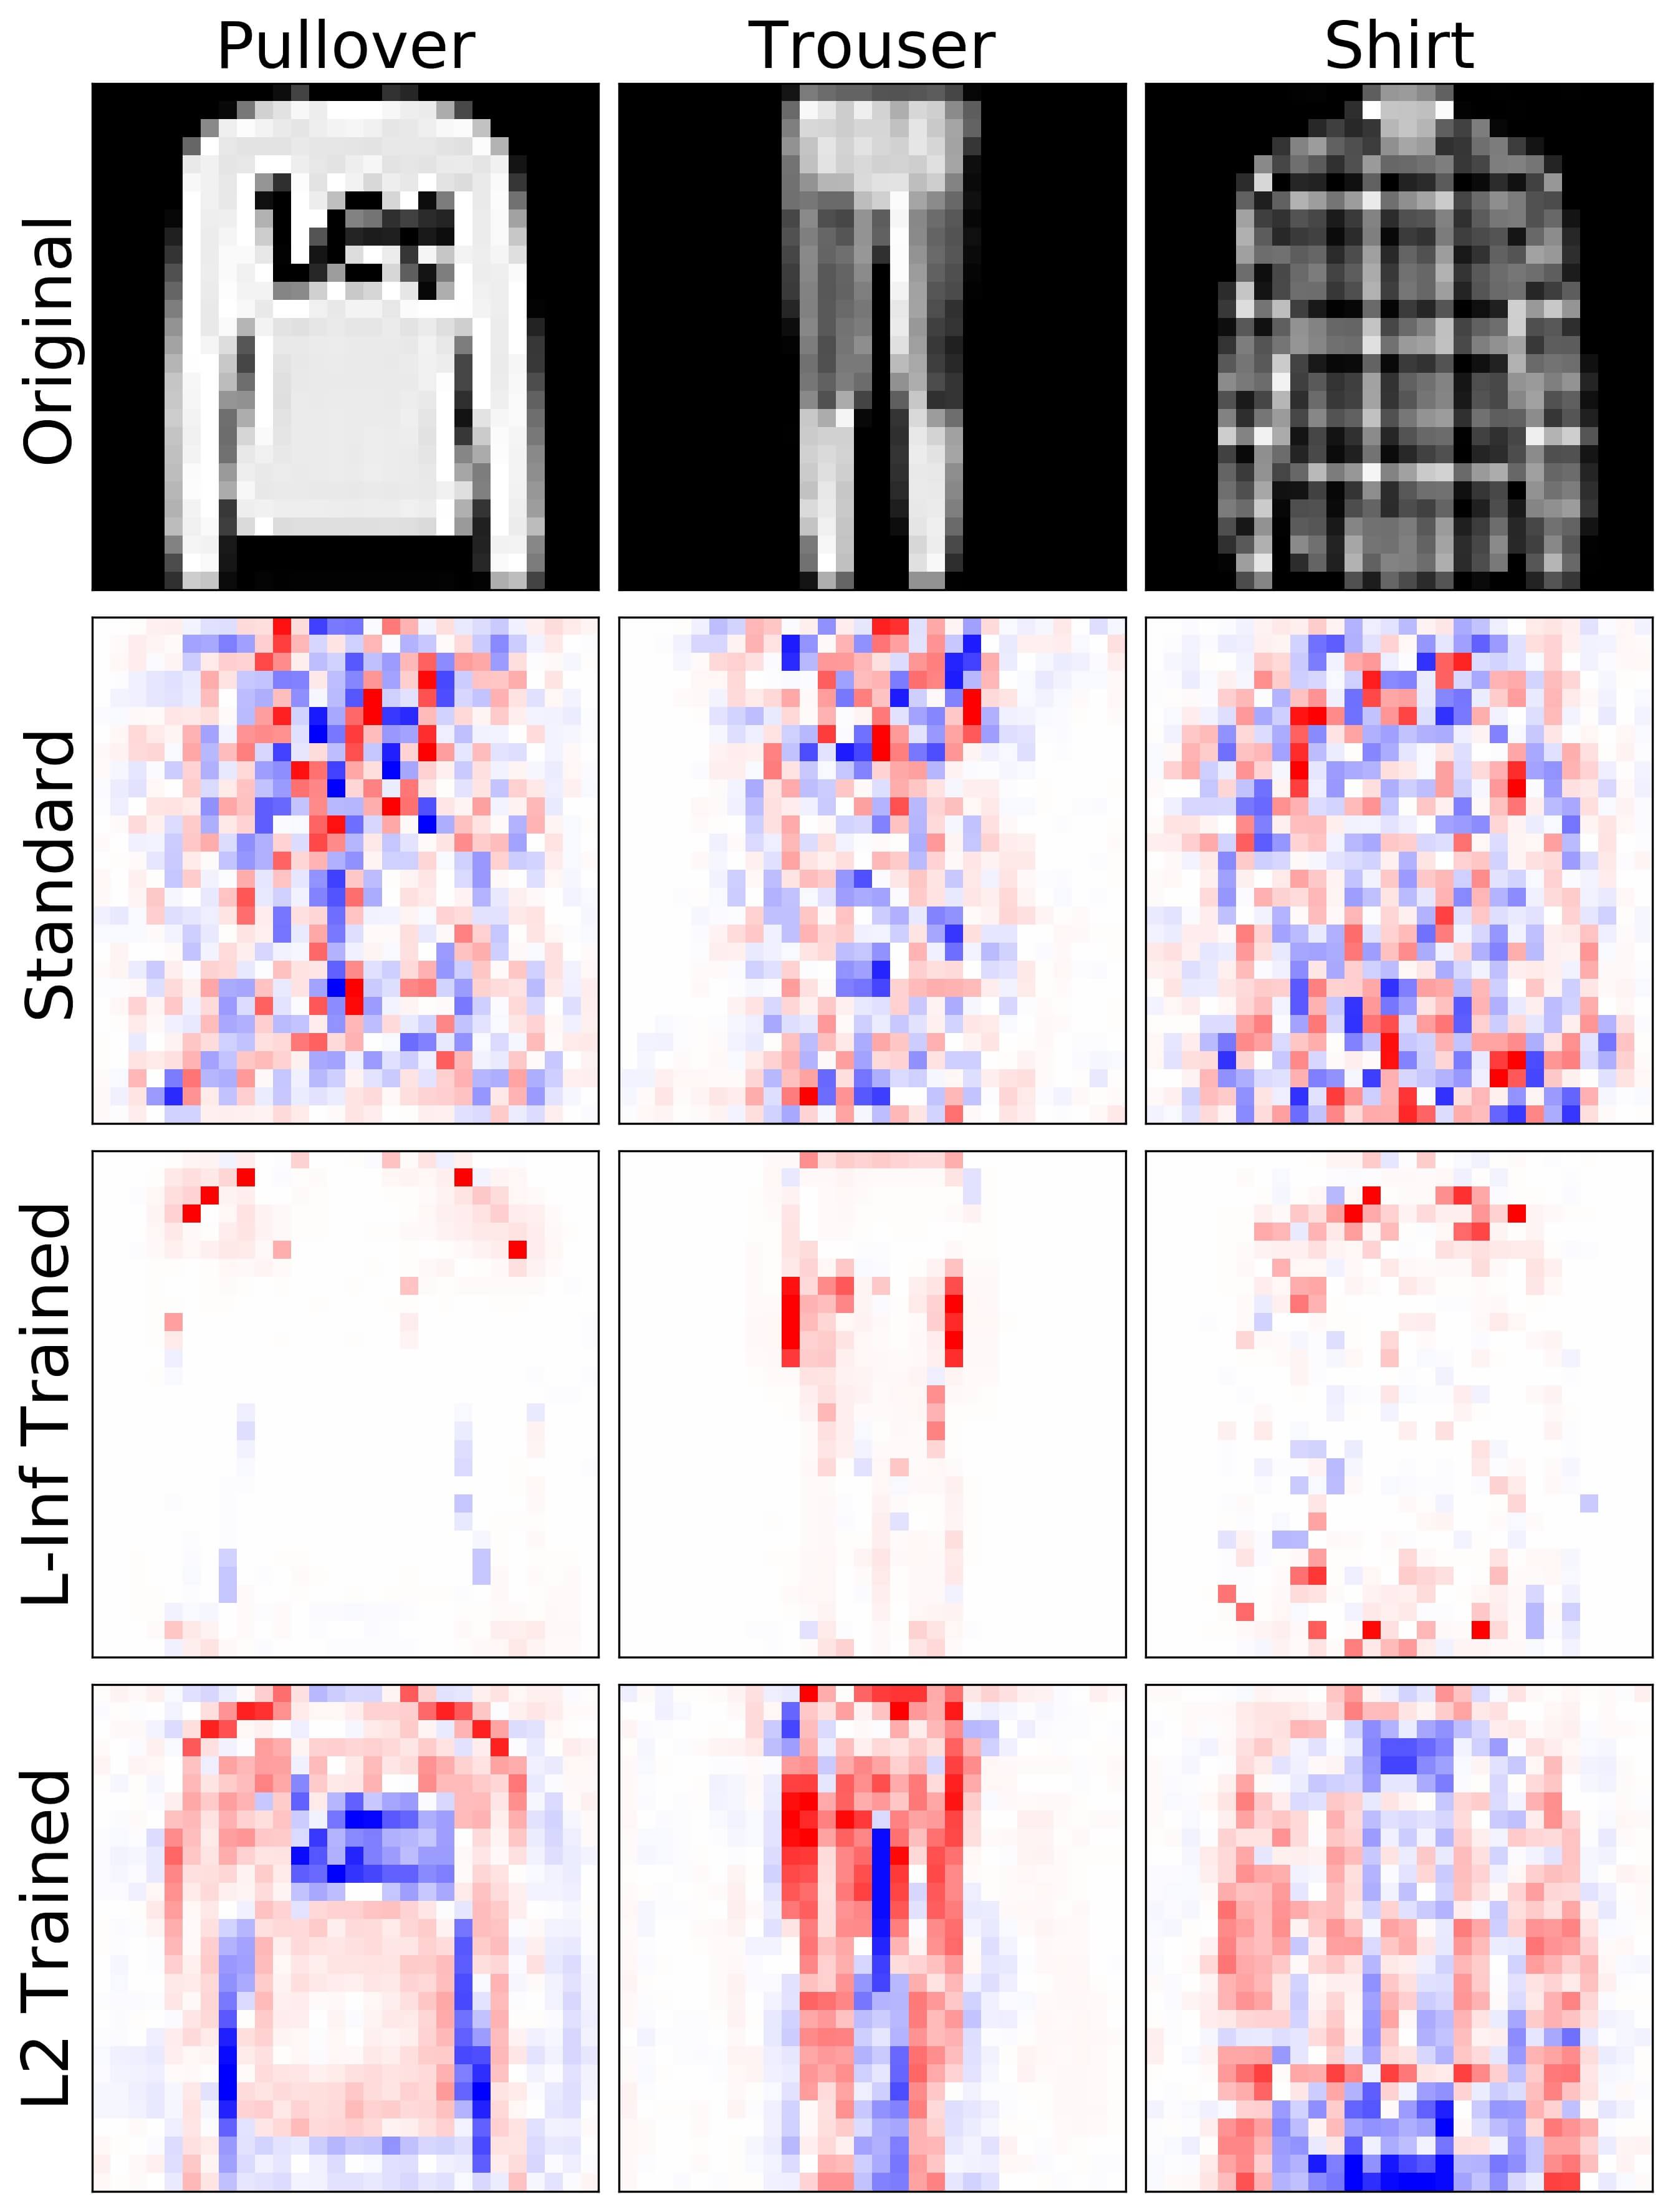 Pullover Trouser Shirt
Original
Standard
L-Inf Trained
L2 Trained